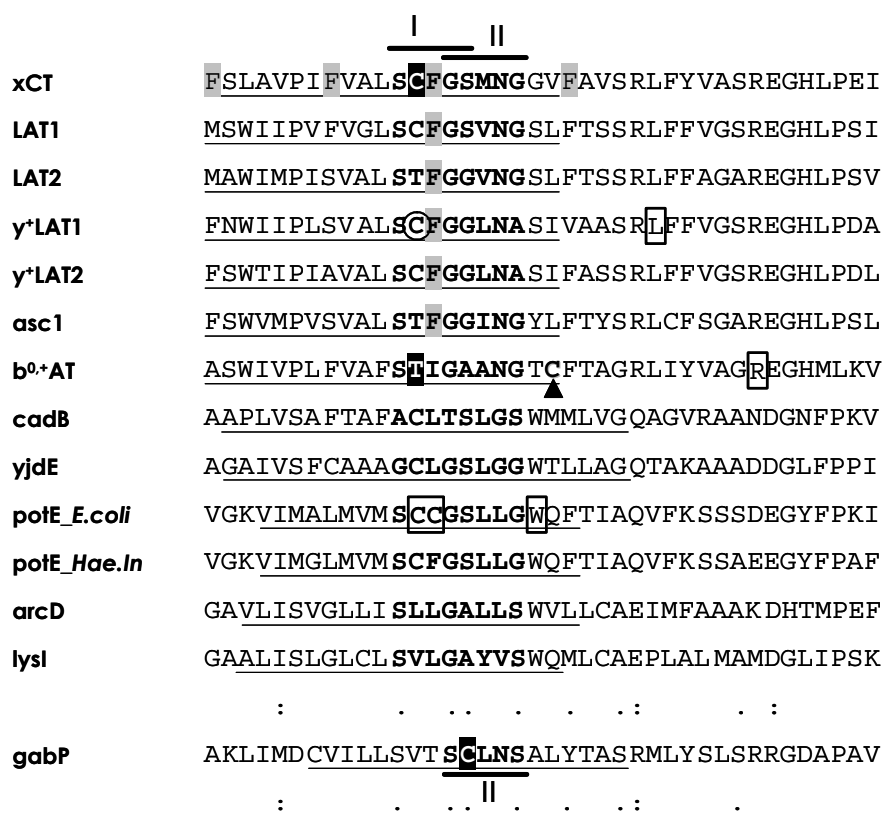 I
II
xCT FSLAVPIFVALSCFGSMNGGVFAVSRLFYVASREGHLPEI
LAT1 MSWIIPVFVGLSCFGSVNGSLFTSSRLFFVGSREGHLPSI
LAT2 MAWIMPISVALSTFGGVNGSLFTSSRLFFAGAREGHLPSV
y⁺LAT1 FNWIIPLSVALSCFGGLNASIVAASRLFFVGSREGHLPDA
y⁺LAT2 FSWTIPIAVALSCFGGLNASIFASSRLFFVGSREGHLPDL
asc1 FSWVMPVSVALSTFGGINGYLFTYSRLCFSGAREGHLPSL
b⁰,⁺AT ASWIVPLFVAFSTIGAANGTCFTAGRLIYVAGREGHMLKV
cadB AAPLVSAFTAFACLTSLGSWMMLVGQAGVRAANDGNFPKV
yjdE AGAIVSFCAAAGCLGSLGGWTLLAGQTAKAAADDGLFPPI
potE_E.coli VGKVIMALMVMSCCGSLLGWQFTIAQVFKSSSDEGYFPKI
potE_Hae.In VGKVIMGLMVMSCFGSLLGWQFTIAQVFKSSAEEGYFPAF
arcD GAVLISVGLLISLLGALLSWVLLCAEIMFAAAKDHTMPEF
lysI GAALISLGLCLSVLGAYVSWQMLCAEPLALMAMDGLIPSK
: . .. . . .: . :
gabP AKLIMDCVILLSVTSCLNSALYTASRMLYSLSRRGDAPAV
II
: . .. . . .: .